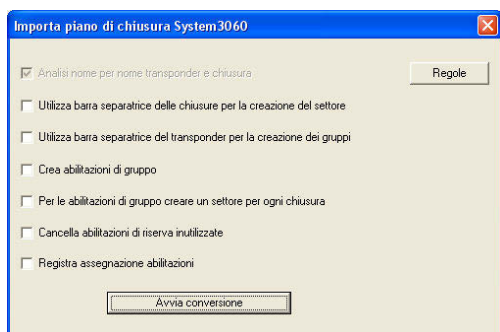 Importa piano di chiusura System3060
Analisi nome per nome transponder e chiusura
Regole
Utilizza barra separatrice delle chiusure per la creazione del settore
Utilizza barra separatrice del transponder per la creazione dei gruppi
Crea abilitazioni di gruppo
Per le abilitazioni di gruppo creare un settore per ogni chiusura
Cancella abilitazioni di riserva inutilizzate
Registra assegnazione abilitazioni
Avvia conversione